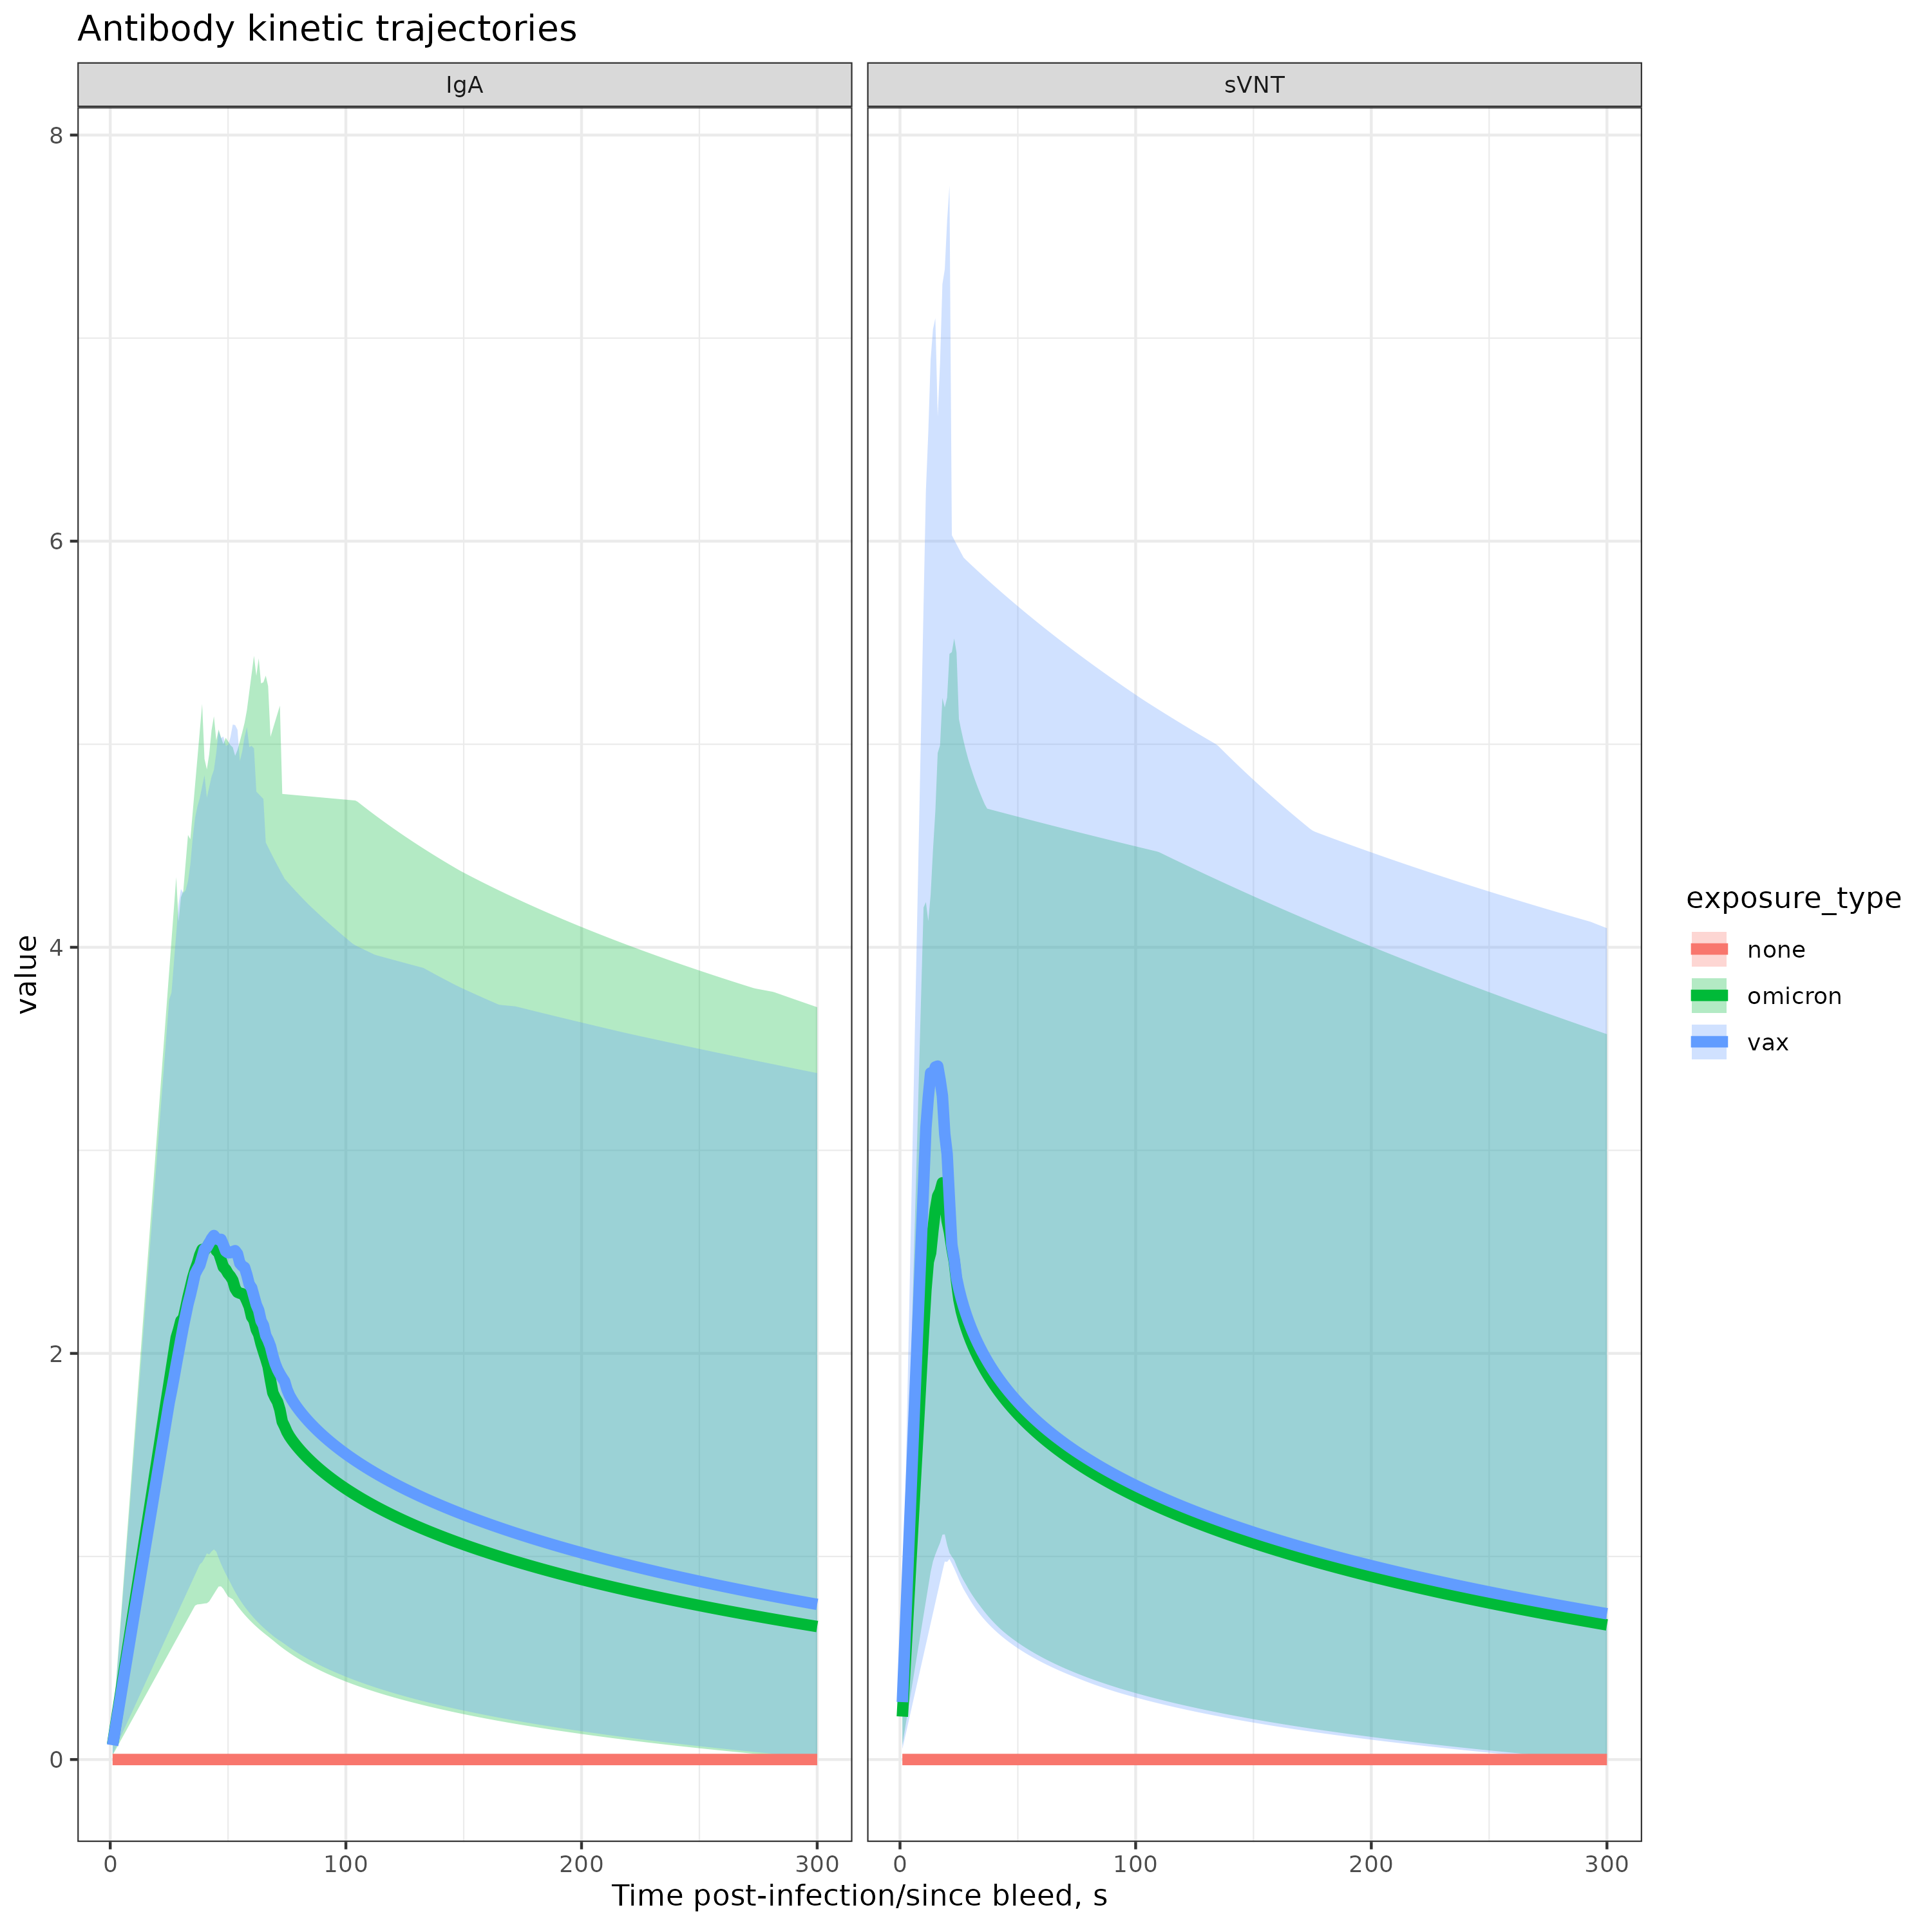 Antibody kinetic trajectories
IgA
sVNT
8
6
4
2
0
value
0 100 200 300
0 100 200 300
Time post-infection/since bleed, s
exposure_type
none
omicron
vax